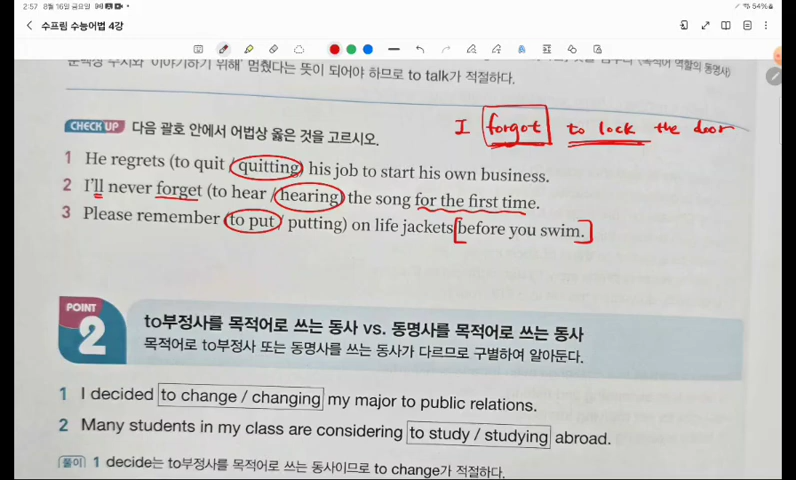 2:57 8월 16일 금요일
54%
수프림 수능어법 4강
문맥상 수지와 '이야기하기 위해' 멈췄다는 뜻이 되어야 하므로 to talk가 적절하다.
(목적어 역할의 동명사)
I forgot to lock the door
CHECK UP 다음 괄호 안에서 어법상 옳은 것을 고르시오.
1 He regrets (to quit / quitting) his job to start his own business.
2 I'll never forget (to hear / hearing) the song for the first time.
3 Please remember (to put / putting) on life jackets [before you swim.]
POINT
2
to부정사를 목적어로 쓰는 동사 vs. 동명사를 목적어로 쓰는 동사
목적어로 to부정사 또는 동명사를 쓰는 동사가 다르므로 구별하여 알아둔다.
1 I decided to change / changing my major to public relations.
2 Many students in my class are considering to study / studying abroad.
풀이 1 decide는 to부정사를 목적어로 쓰는 동사이므로 to change가 적절하다.